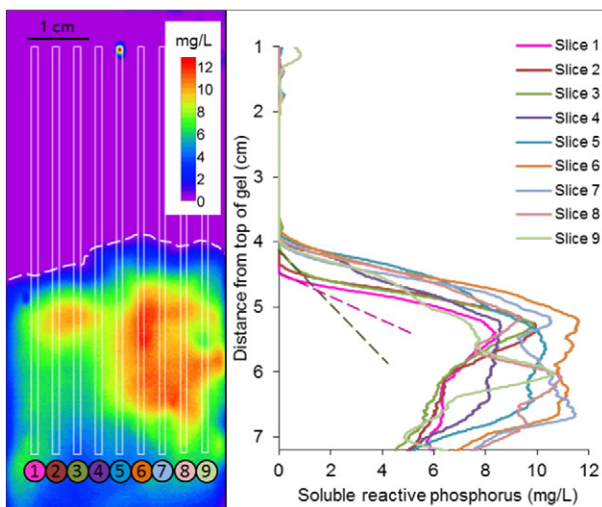 1 cm
mg/L
12
10
8
6
4
2
0
1 2 3 4 5 6 7 8 9
Distance from top of gel (cm)
1
2
3
4
5
6
7
0 2 4 6 8 10 12
Soluble reactive phosphorus (mg/L)
Slice 1
Slice 2
Slice 3
Slice 4
Slice 5
Slice 6
Slice 7
Slice 8
Slice 9